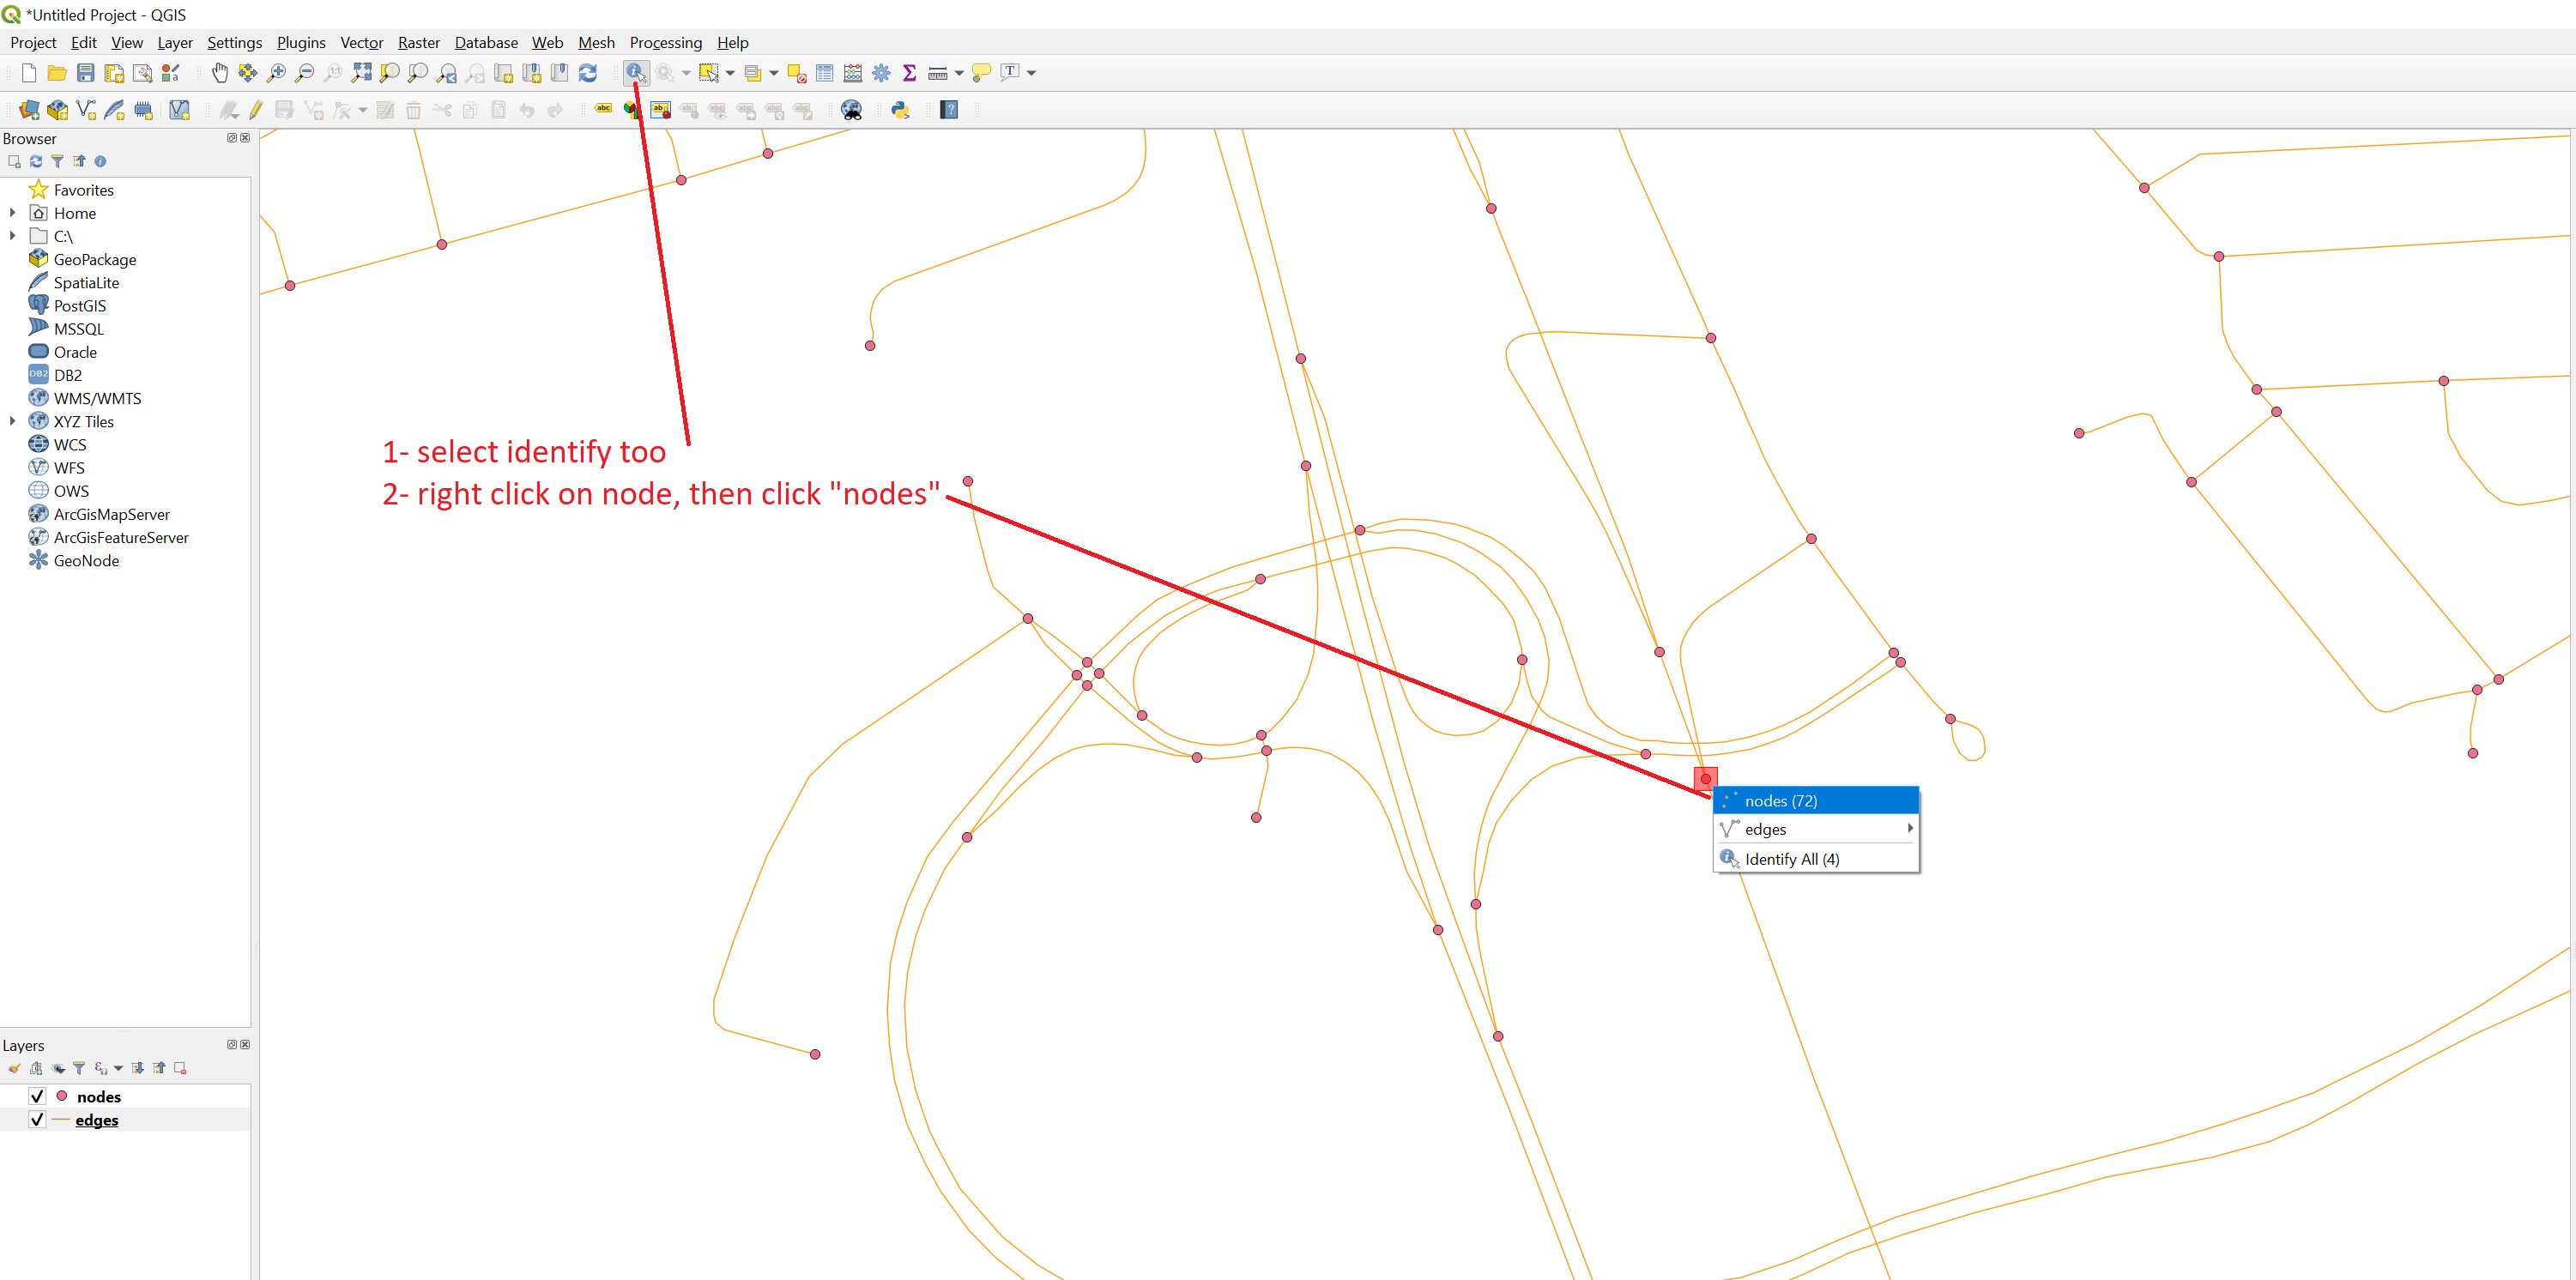 *Untitled Project - QGIS
Project Edit View Layer Settings Plugins Vector Raster Database Web Mesh Processing Help
Browser
Favorites
Home
C:\
GeoPackage
SpatiaLite
PostGIS
MSSQL
Oracle
DB2 DB2
WMS/WMTS
XYZ Tiles
WCS
WFS
OWS
ArcGisMapServer
ArcGisFeatureServer
GeoNode
1- select identify too
2- right click on node, then click "nodes"
nodes (72)
edges
Identify All (4)
Layers
nodes
edges